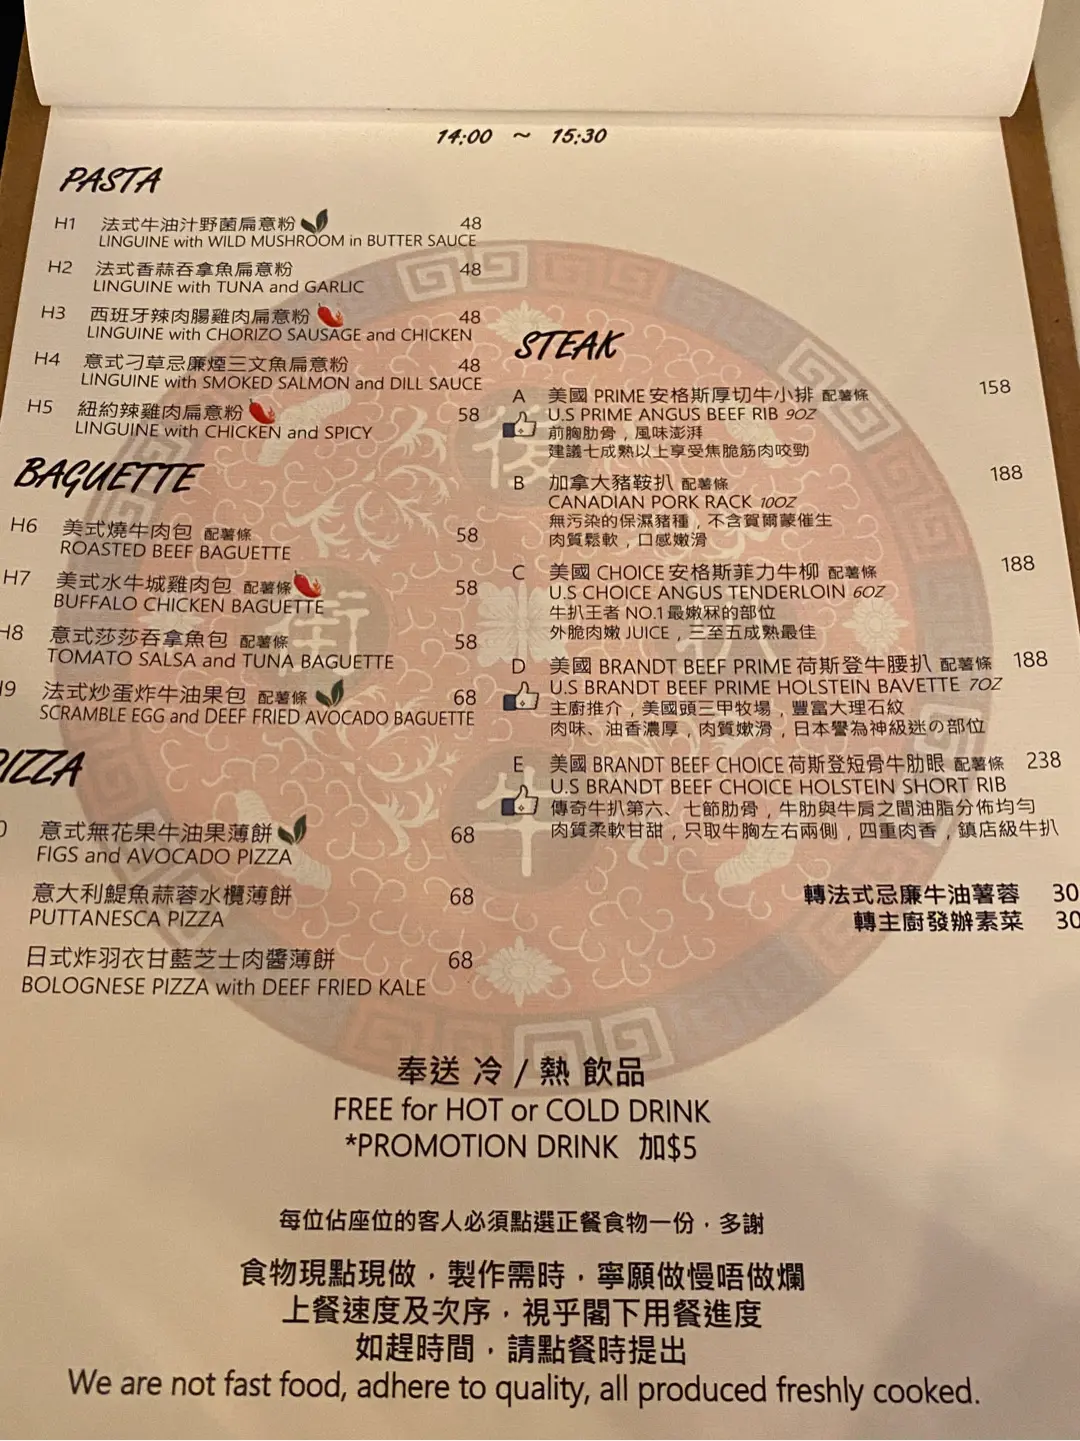 14:00 ~ 15:30
PASTA
H1 法式牛油汁野菌扁意粉 48
LINGUINE with WILD MUSHROOM in BUTTER SAUCE
H2 法式香蒜吞拿魚扁意粉 48
LINGUINE with TUNA and GARLIC
H3 西班牙辣肉腸雞肉扁意粉 48
LINGUINE with CHORIZO SAUSAGE and CHICKEN
H4 意式刁草忌廉煙三文魚扁意粉 48
LINGUINE with SMOKED SALMON and DILL SAUCE
H5 紐約辣雞肉扁意粉 58
LINGUINE with CHICKEN and SPICY
BAGUETTE
H6 美式燒牛肉包 配薯條 58
ROASTED BEEF BAGUETTE
H7 美式水牛城雞肉包 配薯條 58
BUFFALO CHICKEN BAGUETTE
H8 意式莎莎吞拿魚包 配薯條 58
TOMATO SALSA and TUNA BAGUETTE
H9 法式炒蛋炸牛油果包 配薯條 68
SCRAMBLE EGG and DEEF FRIED AVOCADO BAGUETTE
PIZZA
0 意式無花果牛油果薄餅 68
FIGS and AVOCADO PIZZA
意大利鯷魚蒜蓉水欖薄餅 68
PUTTANESCA PIZZA
日式炸羽衣甘藍芝士肉醬薄餅 68
BOLOGNESE PIZZA with DEEF FRIED KALE
STEAK
A 美國 PRIME 安格斯厚切牛小排 配薯條 158
U.S PRIME ANGUS BEEF RIB 9OZ
前胸肋骨，風味澎湃
建議七成熟以上享受焦脆筋肉咬勁
B 加拿大豬鞍扒 配薯條 188
CANADIAN PORK RACK 10OZ
無污染的保濕豬種，不含賀爾蒙催生
肉質鬆軟，口感嫩滑
C 美國 CHOICE 安格斯菲力牛柳 配薯條 188
U.S CHOICE ANGUS TENDERLOIN 6OZ
牛扒王者 NO.1 最嫩冧的部位
外脆肉嫩 JUICE，三至五成熟最佳
D 美國 BRANDT BEEF PRIME 荷斯登牛腰扒 配薯條 188
U.S BRANDT BEEF PRIME HOLSTEIN BAVETTE 7OZ
主廚推介，美國頭三甲牧場，豐富大理石紋
肉味、油香濃厚，肉質嫰滑，日本譽為神級迷の部位
E 美國 BRANDT BEEF CHOICE 荷斯登短骨牛肋眼 配薯條 238
U.S BRANDT BEEF CHOICE HOLSTEIN SHORT RIB
傳奇牛扒第六、七節肋骨，牛肋與牛肩之間油脂分佈均勻
肉質柔軟甘甜，只取牛胸左右兩側，四重肉香，鎮店級牛扒
轉法式忌廉牛油薯蓉 30
轉主廚發辦素菜 30
後
街
扒
牛
奉送 冷 / 熱 飲品
FREE for HOT or COLD DRINK
*PROMOTION DRINK 加$5
每位佔座位的客人必須點選正餐食物一份，多謝
食物現點現做，製作需時，寧願做慢唔做爛
上餐速度及次序，視乎閣下用餐進度
如趕時間，請點餐時提出
We are not fast food, adhere to quality, all produced freshly cooked.